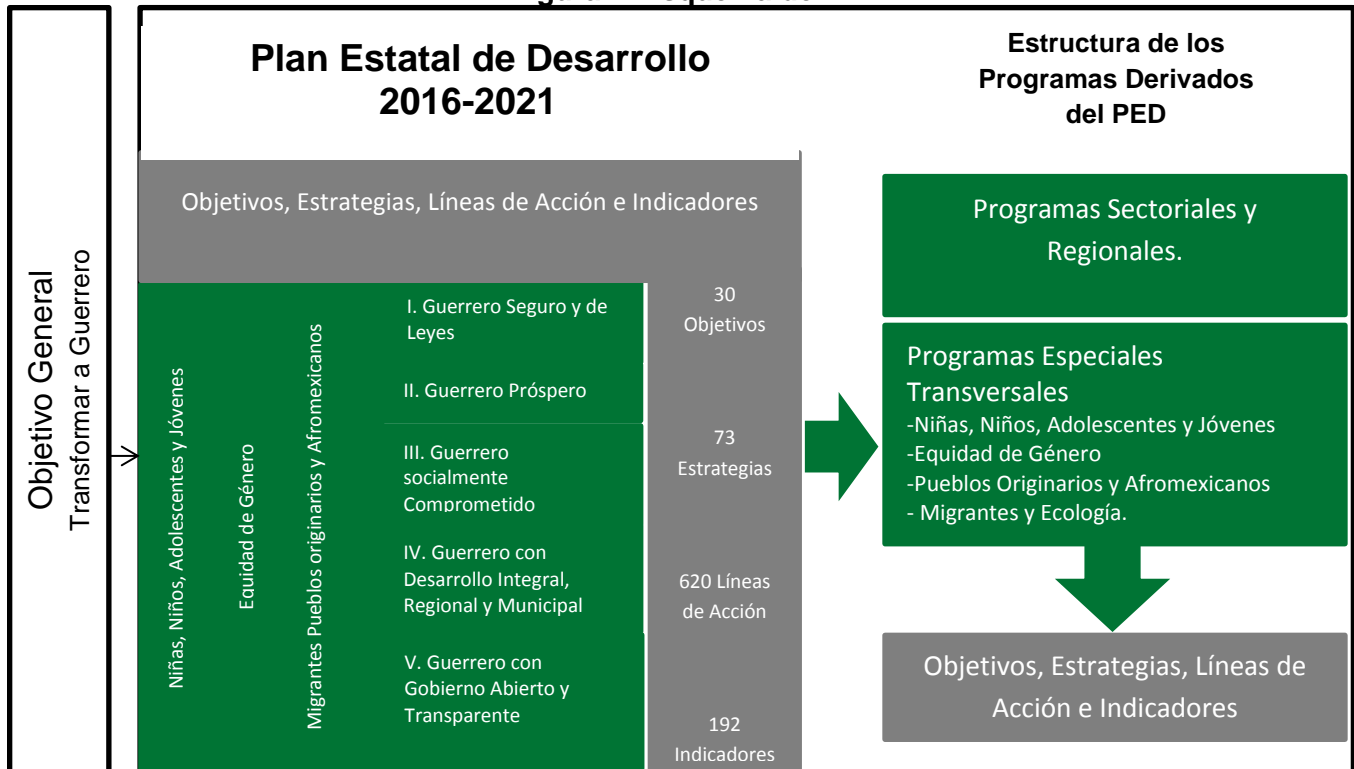 Objetivo General
Transformar a Guerrero
Plan Estatal de Desarrollo
2016-2021
Objetivos, Estrategias, Líneas de Acción e Indicadores
Niñas, Niños, Adolescentes y Jóvenes
Equidad de Género
Migrantes Pueblos originarios y Afromexicanos
I. Guerrero Seguro y de
Leyes
II. Guerrero Próspero
III. Guerrero
socialmente
Comprometido
IV. Guerrero con
Desarrollo Integral,
Regional y Municipal
V. Guerrero con
Gobierno Abierto y
Transparente
30
Objetivos
73
Estrategias
620 Líneas
de Acción
192
Indicadores
Estructura de los
Programas Derivados
del PED
Programas Sectoriales y
Regionales.
Programas Especiales
Transversales
-Niñas, Niños, Adolescentes y Jóvenes
-Equidad de Género
-Pueblos Originarios y Afromexicanos
- Migrantes y Ecología.
Objetivos, Estrategias, Líneas de
Acción e Indicadores